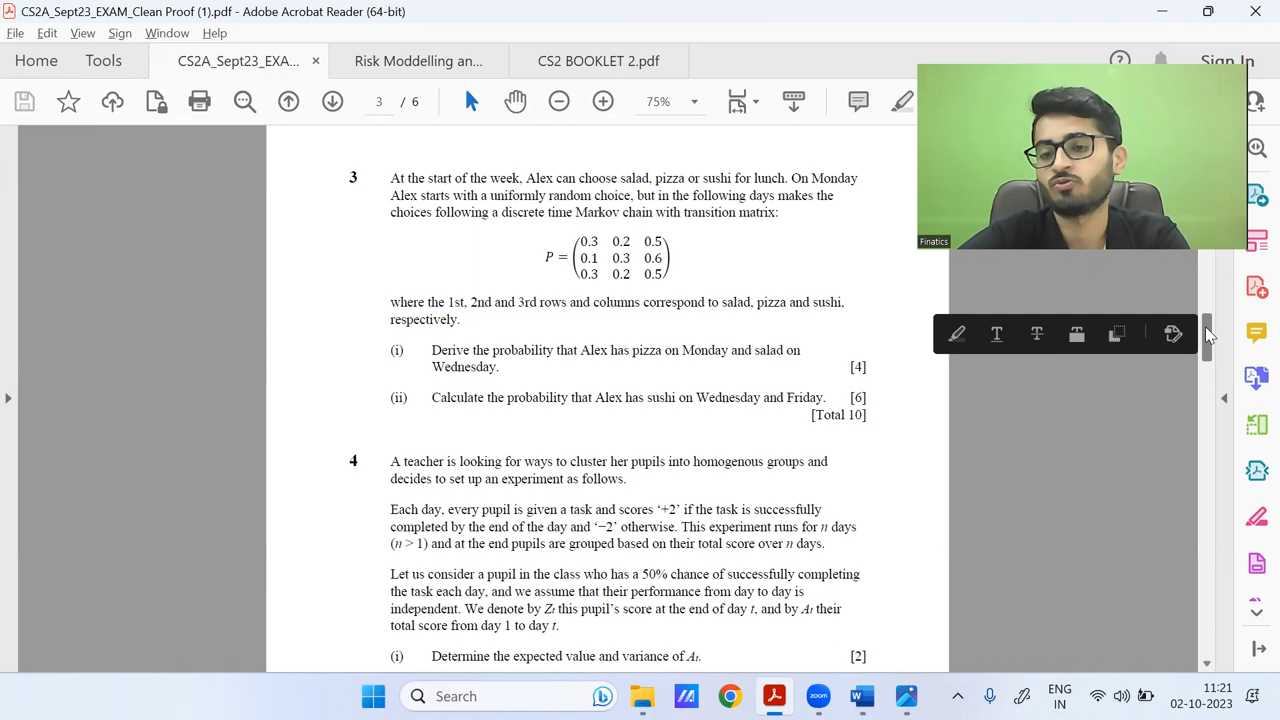 CS2A_Sept23_EXAM_Clean Proof (1).pdf - Adobe Acrobat Reader (64-bit)
File Edit View Sign Window Help
Home Tools CS2A_Sept23_EXA... × Risk Moddelling an... CS2 BOOKLET 2.pdf Sign In
3 / 6 75%
3 At the start of the week, Alex can choose salad, pizza or sushi for lunch. On Monday
Alex starts with a uniformly random choice, but in the following days makes the
choices following a discrete time Markov chain with transition matrix:
0.3 0.2 0.5
P = 0.1 0.3 0.6
0.3 0.2 0.5
where the 1st, 2nd and 3rd rows and columns correspond to salad, pizza and sushi,
respectively.
(i) Derive the probability that Alex has pizza on Monday and salad on
Wednesday. [4]
(ii) Calculate the probability that Alex has sushi on Wednesday and Friday. [6]
[Total 10]
4 A teacher is looking for ways to cluster her pupils into homogenous groups and
decides to set up an experiment as follows.
Each day, every pupil is given a task and scores ‘+2’ if the task is successfully
completed by the end of the day and ‘−2’ otherwise. This experiment runs for n days
(n > 1) and at the end pupils are grouped based on their total score over n days.
Let us consider a pupil in the class who has a 50% chance of successfully completing
the task each day, and we assume that their performance from day to day is
independent. We denote by Zt this pupil’s score at the end of day t, and by At their
total score from day 1 to day t.
(i) Determine the expected value and variance of At. [2]
Finatics
Search
zoom
ENG
IN
11:21
02-10-2023